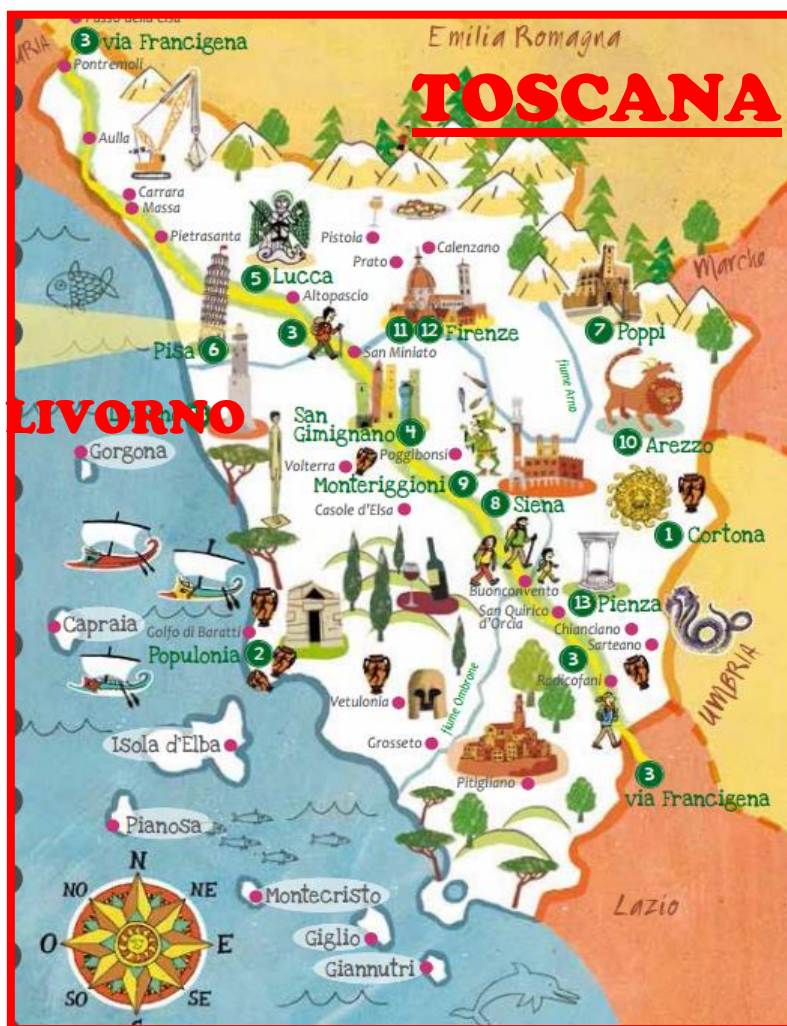 Passo della Cisa
3 via Francigena
Emilia Romagna
Pontremoli
TOSCANA
Aulla
Carrara
Massa
Pietrasanta
Pistoia
Calenzano
Prato
Marche
5 Lucca
Altopascio
3
11 12 Firenze
7 Poppi
Pisa 6
San Miniato
fiume Arno
LIVORNO
San
Gimignano 4
10 Arezzo
Gorgona
Poggibonsi
Volterra
Monteriggioni 9
8 Siena
Casole d'Elsa
1 Cortona
Buonconvento
13 Pienza
San Quirico
d'Orcia
Capraia
Golfo di Baratti
Chianciano
Sarteano
Populonia 2
3
Radicofani
UMBRIA
Vetulonia
fiume Ombrone
Isola d'Elba
Grosseto
Pitigliano
3
via Francigena
Pianosa
N
NO
NE
Montecristo
Lazio
O
E
Giglio
Giannutri
SO
SE